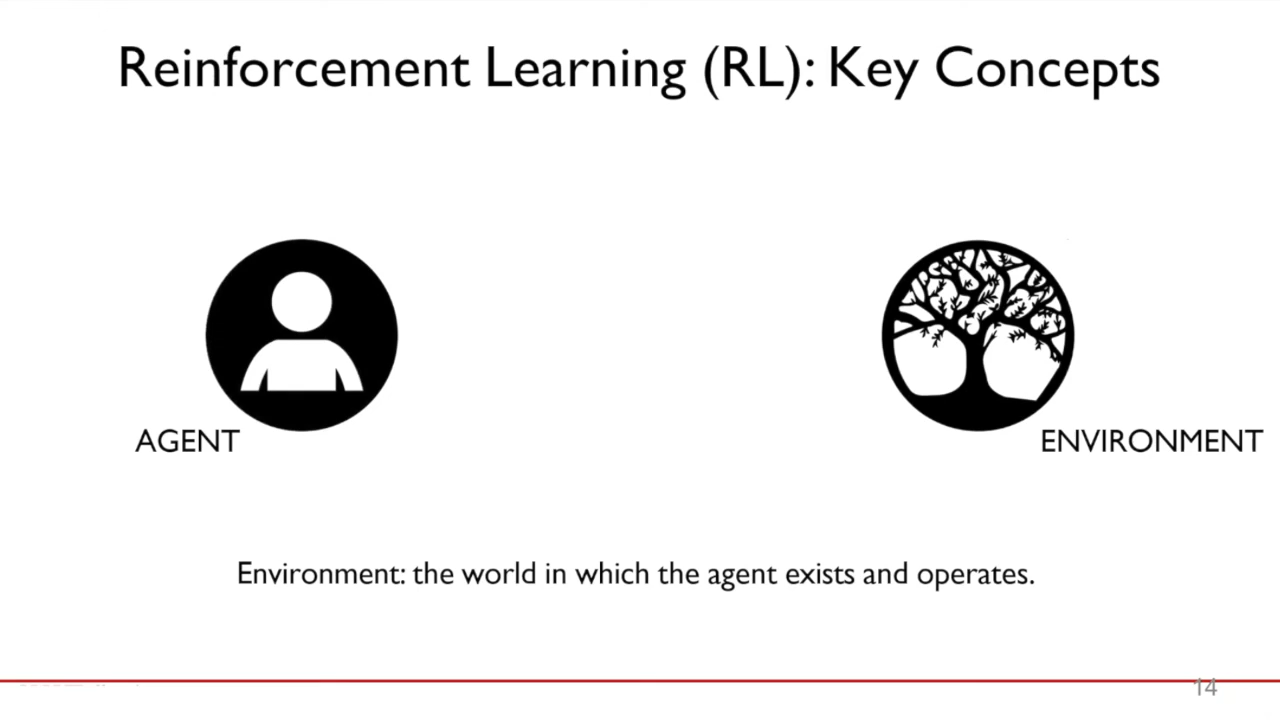 Reinforcement Learning (RL): Key Concepts
AGENT
ENVIRONMENT
Environment: the world in which the agent exists and operates.
14